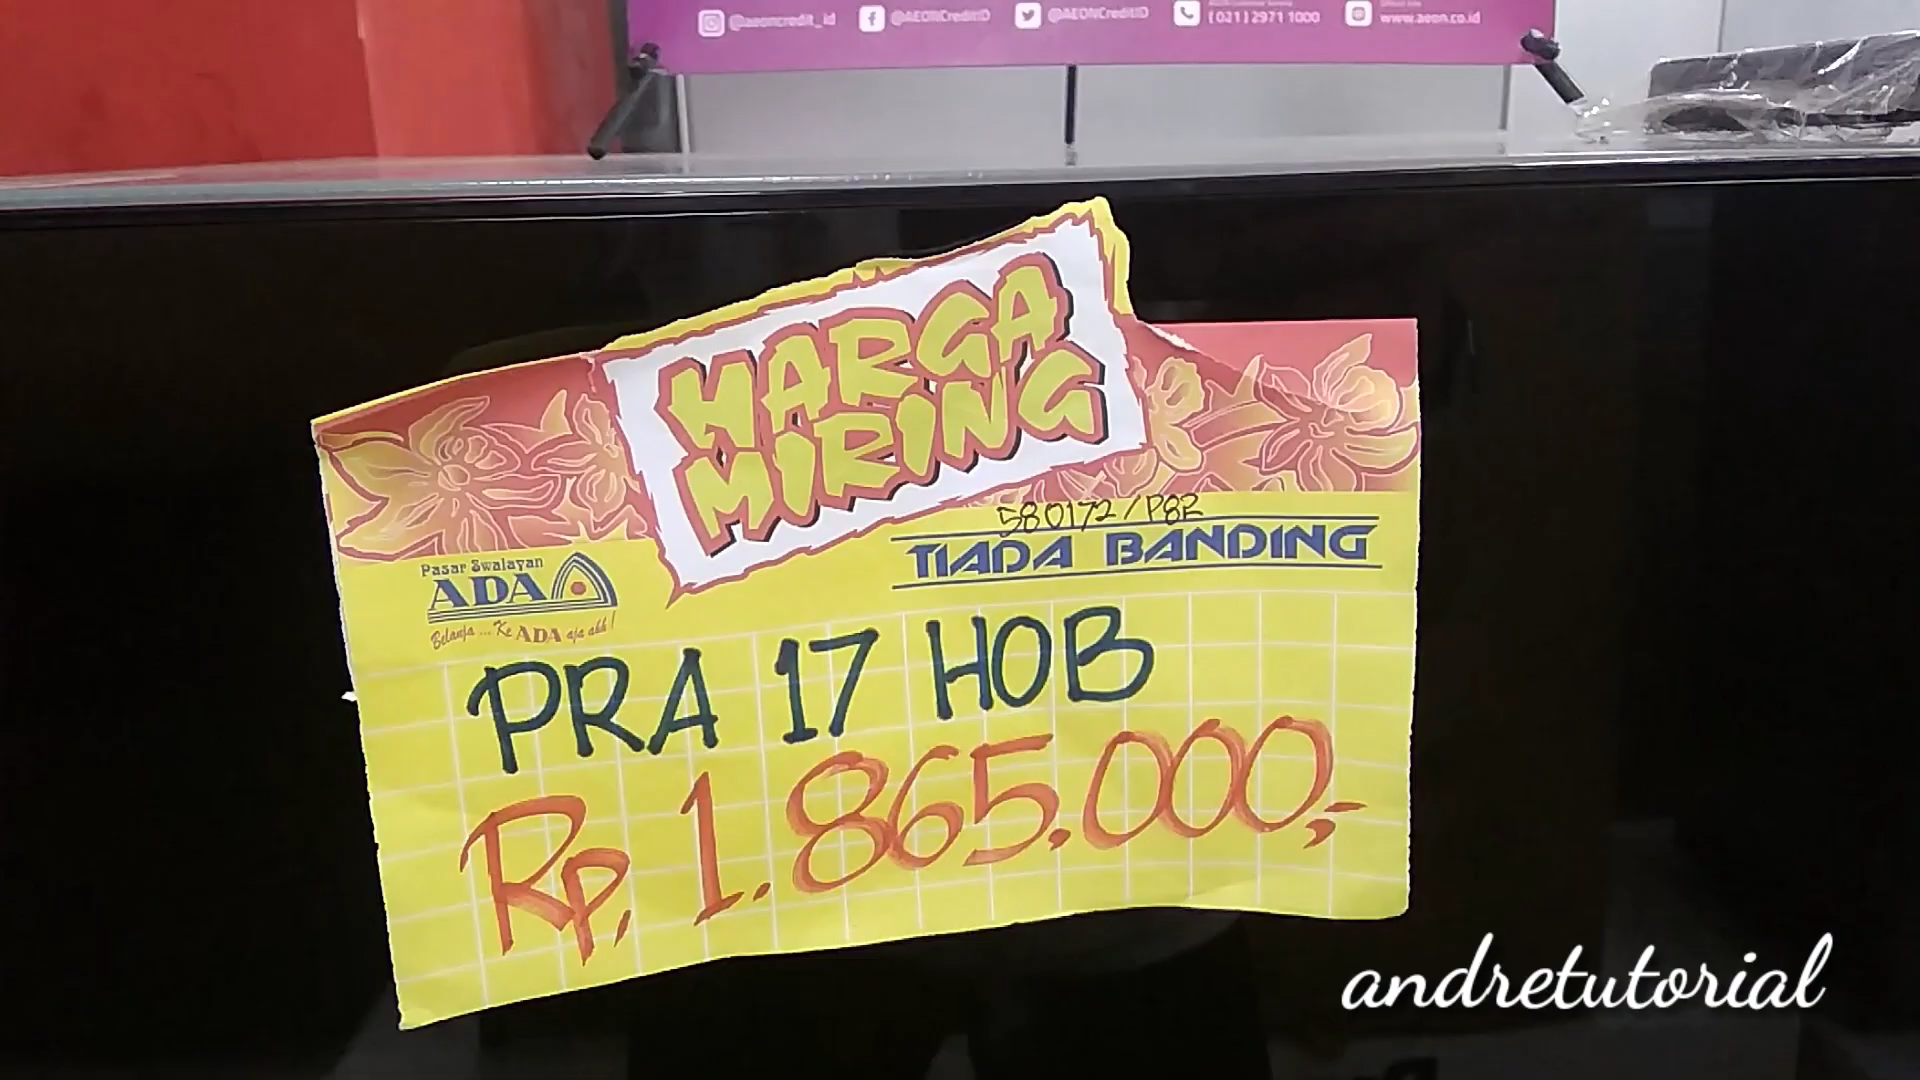 @aeoncredit_id @AEONCreditID @AEONCreditID (021) 2971 1000 www.aeon.co.id
HARGA
MIRING
580172/P82
TIADA BANDING
Pasar Swalayan
ADA
Belanja ... Ke ADA aja ahh!
PRA 17 HOB
Rp. 1.865.000,-
andretutorial